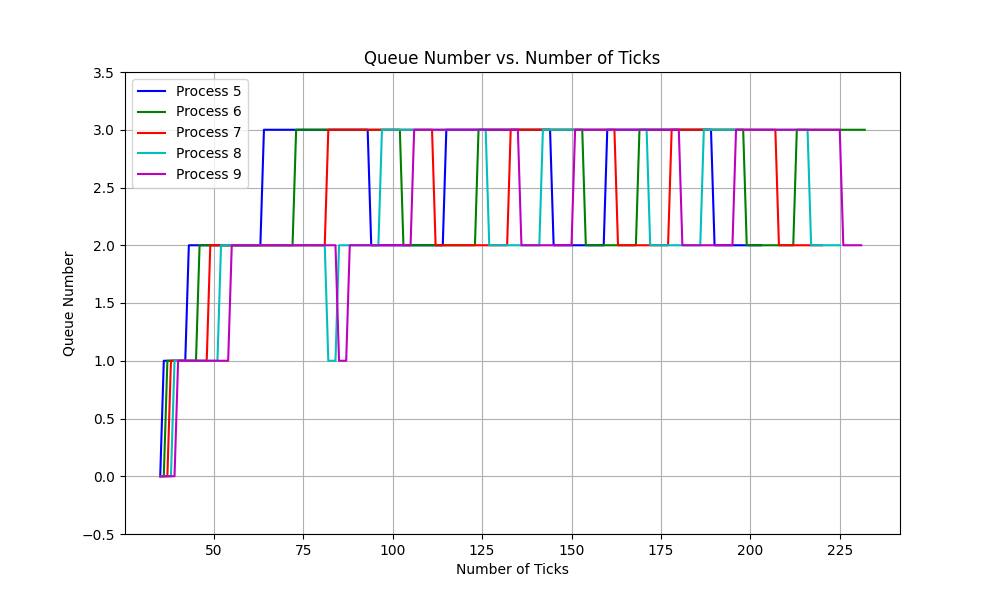 Queue Number vs. Number of Ticks
Process 5
Process 6
Process 7
Process 8
Process 9
3.5
3.0
2.5
2.0
1.5
1.0
0.5
0.0
−0.5
Queue Number
50 75 100 125 150 175 200 225
Number of Ticks